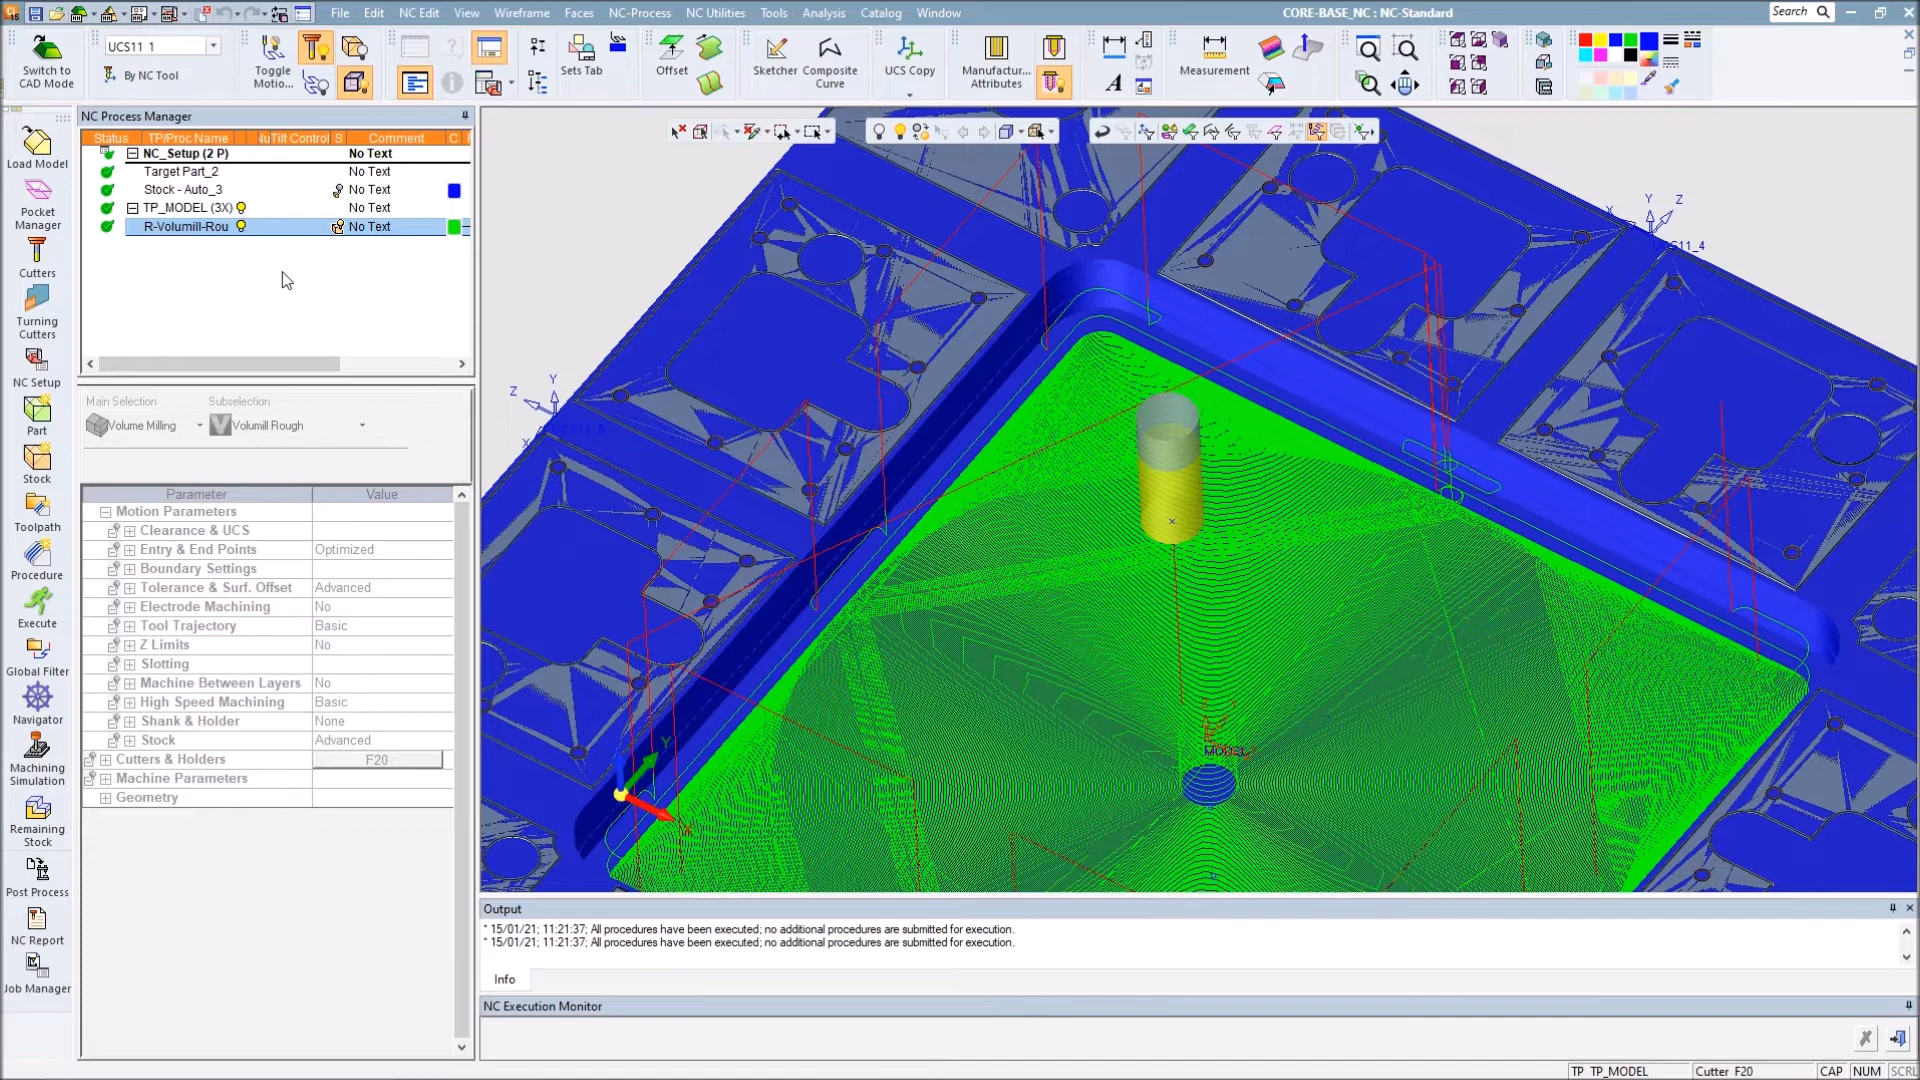 File Edit NC Edit View Wireframe Faces NC-Process NC Utilities Tools Analysis Catalog Window
CORE-BASE_NC : NC-Standard
Search
Switch to
CAD Mode
UCS11 1
By NC Tool
Toggle
Motion...
Sets Tab
Offset
Sketcher
Composite
Curve
UCS Copy
Manufactur...
Attributes
Measurement
NC Process Manager
Status TP/Proc Name NuTilt Control S Comment C
NC_Setup (2 P) No Text
Target Part_2 No Text
Stock - Auto_3 No Text
TP_MODEL (3X) No Text
R-Volumill-Rou No Text
Load Model
Pocket
Manager
Cutters
Turning
Cutters
NC Setup
Part
Stock
Toolpath
Procedure
Execute
Global Filter
Navigator
Machining
Simulation
Remaining
Stock
Post Process
NC Report
Job Manager
Main Selection Subselection
Volume Milling Volumill Rough
Parameter Value
Motion Parameters
Clearance & UCS
Entry & End Points Optimized
Boundary Settings
Tolerance & Surf. Offset Advanced
Electrode Machining No
Tool Trajectory Basic
Z Limits No
Slotting
Machine Between Layers No
High Speed Machining Basic
Shank & Holder None
Stock Advanced
Cutters & Holders F20
Machine Parameters
Geometry
Y
Z
X
UCS11_4
Z
Y
X
Y
X
MODEL
Output
* 15/01/21; 11:21:37; All procedures have been executed; no additional procedures are submitted for execution.
* 15/01/21; 11:21:37; All procedures have been executed; no additional procedures are submitted for execution.
Info
NC Execution Monitor
TP TP_MODEL Cutter F20 CAP NUM SCRL